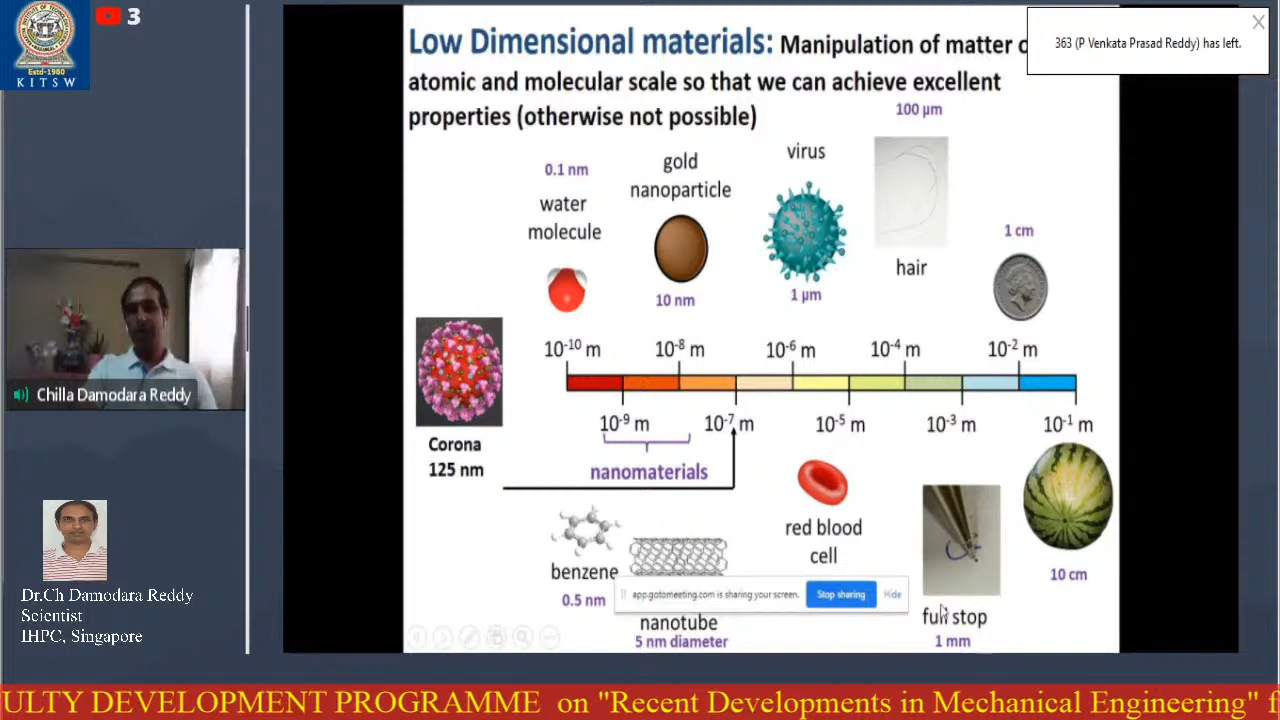 Estd-1980
KITSW
3
363 (P Venkata Prasad Reddy) has left.
Low Dimensional materials: Manipulation of matter
atomic and molecular scale so that we can achieve excellent
properties (otherwise not possible)
100 µm
0.1 nm
gold
nanoparticle
virus
water
molecule
1 cm
hair
10 nm
1 µm
10-10 m
10-8 m
10-6 m
10-4 m
10-2 m
Chilla Damodara Reddy
10-9 m
10-7 m
10-5 m
10-3 m
10-1 m
Corona
125 nm
nanomaterials
red blood
cell
benzene
0.5 nm
10 cm
app.gotomeeting.com is sharing your screen.
Stop sharing
Hide
nanotube
5 nm diameter
full stop
1 mm
Dr.Ch Damodara Reddy
Scientist
IHPC, Singapore
ULTY DEVELOPMENT PROGRAMME on "Recent Developments in Mechanical Engineering" f